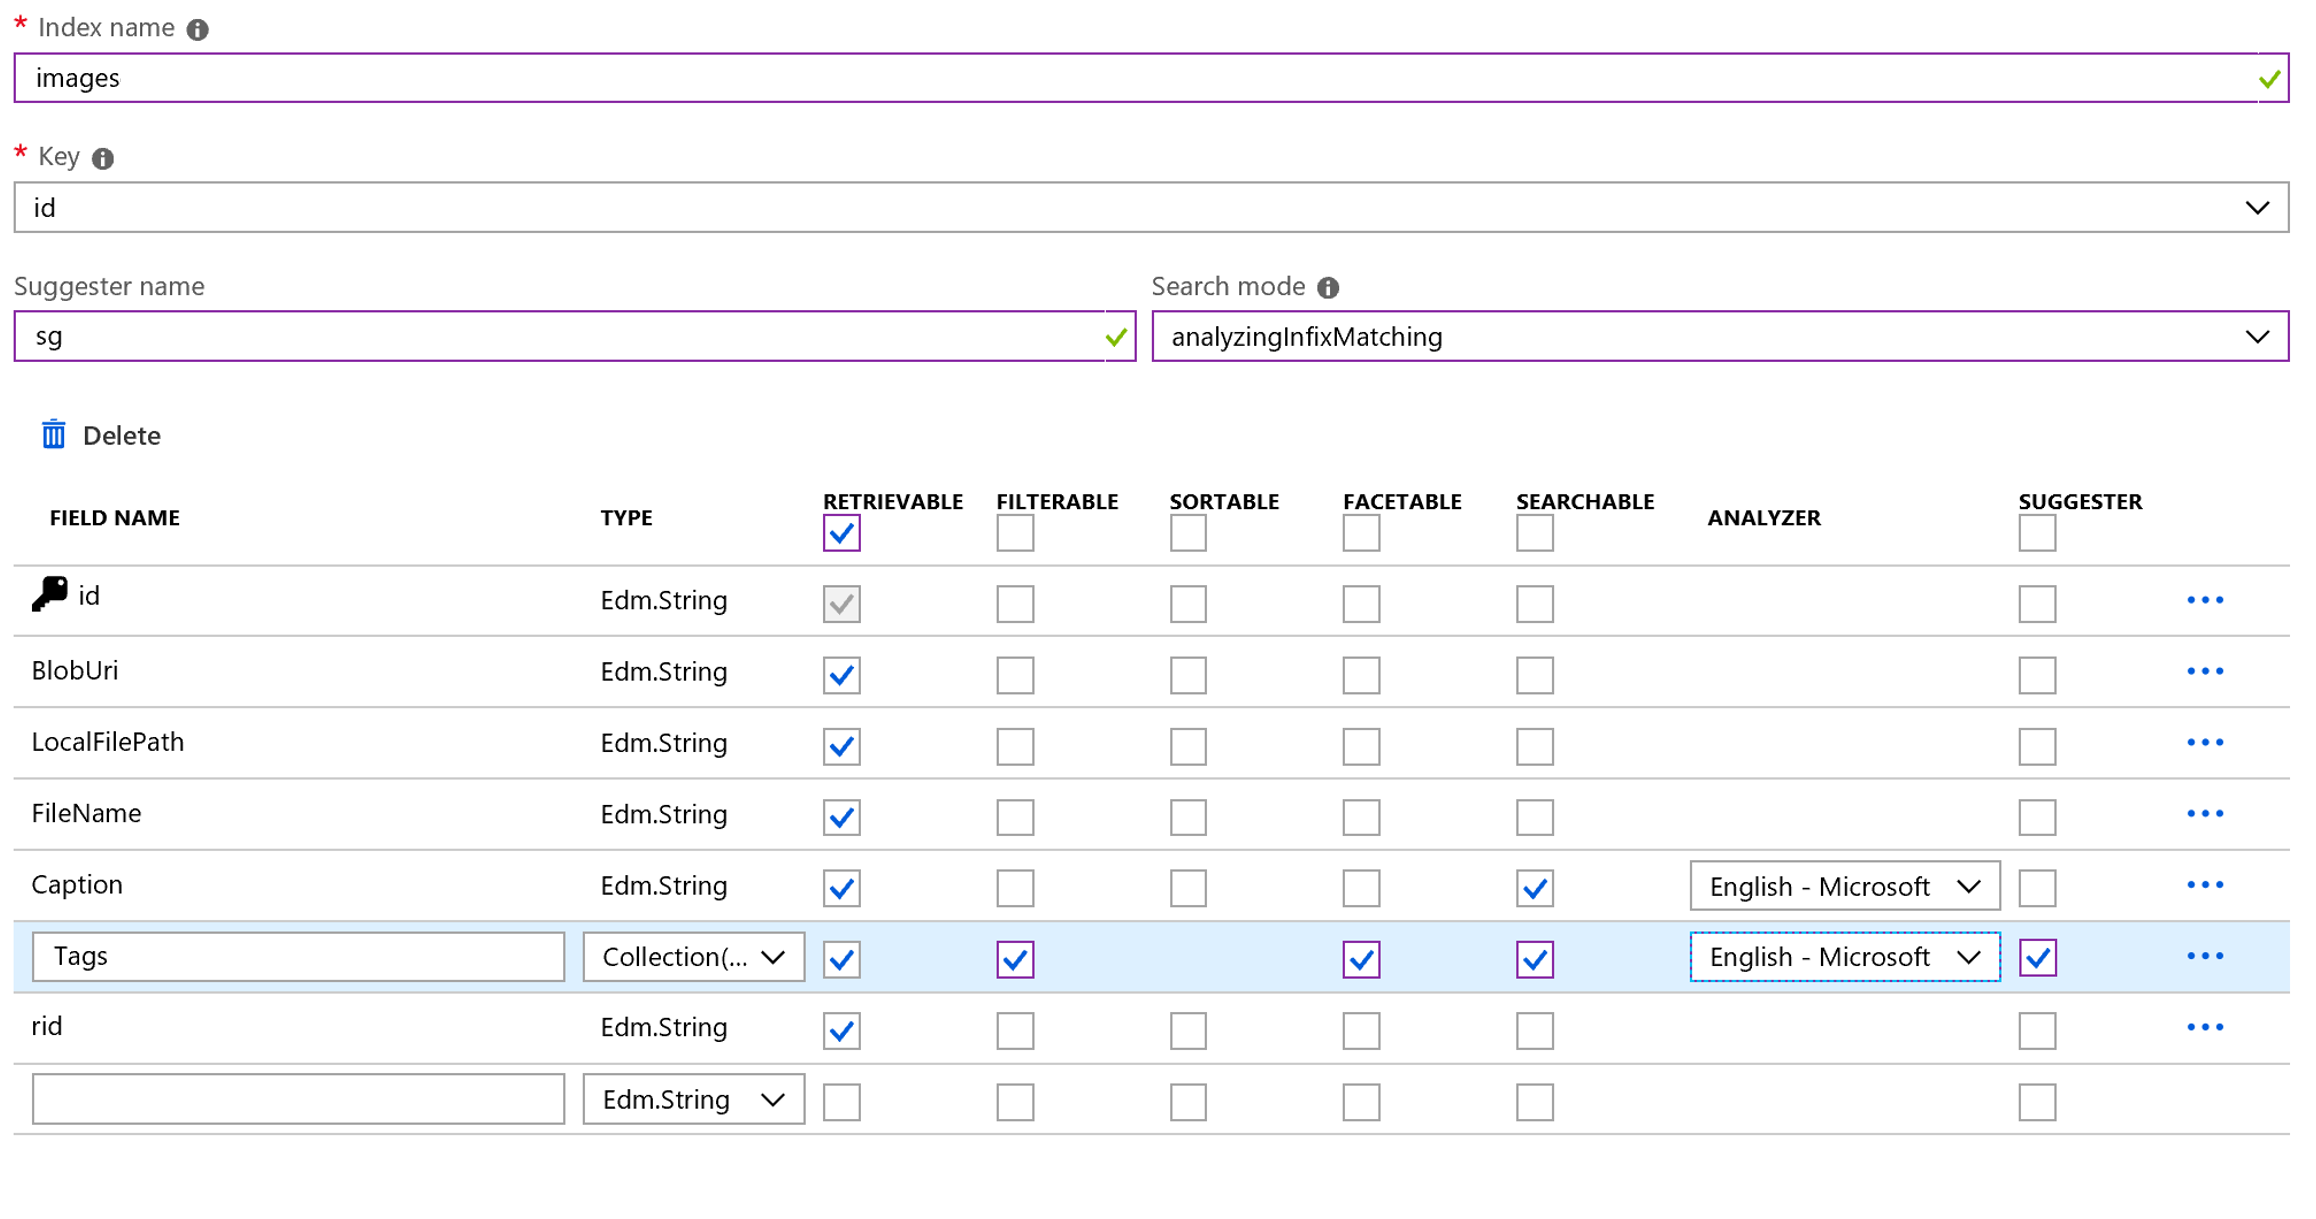 * Index name
images
* Key
id
Suggester name Search mode
sg analyzingInfixMatching
Delete
FIELD NAME TYPE RETRIEVABLE FILTERABLE SORTABLE FACETABLE SEARCHABLE ANALYZER SUGGESTER
id Edm.String
BlobUri Edm.String
LocalFilePath Edm.String
FileName Edm.String
Caption Edm.String English - Microsoft
Tags Collection(... English - Microsoft
rid Edm.String
Edm.String